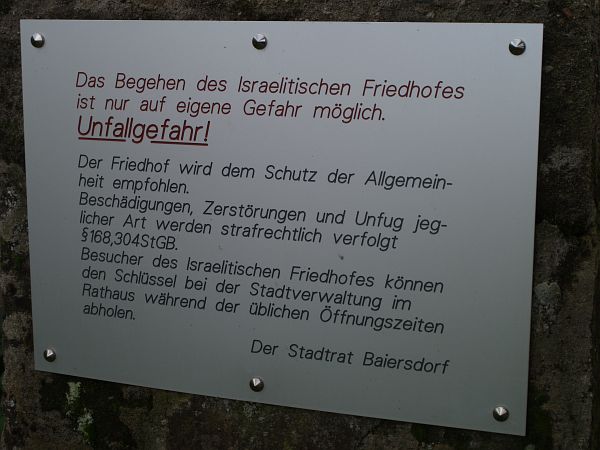 Das Begehen des Israelitischen Friedhofes
ist nur auf eigene Gefahr möglich.
Unfallgefahr!
Der Friedhof wird dem Schutz der Allgemein-
heit empfohlen.
Beschädigungen, Zerstörungen und Unfug jeg-
licher Art werden strafrechtlich verfolgt
§168,304StGB.
Besucher des Israelitischen Friedhofes können
den Schlüssel bei der Stadtverwaltung im
Rathaus während der üblichen Öffnungszeiten
abholen.
Der Stadtrat Baiersdorf